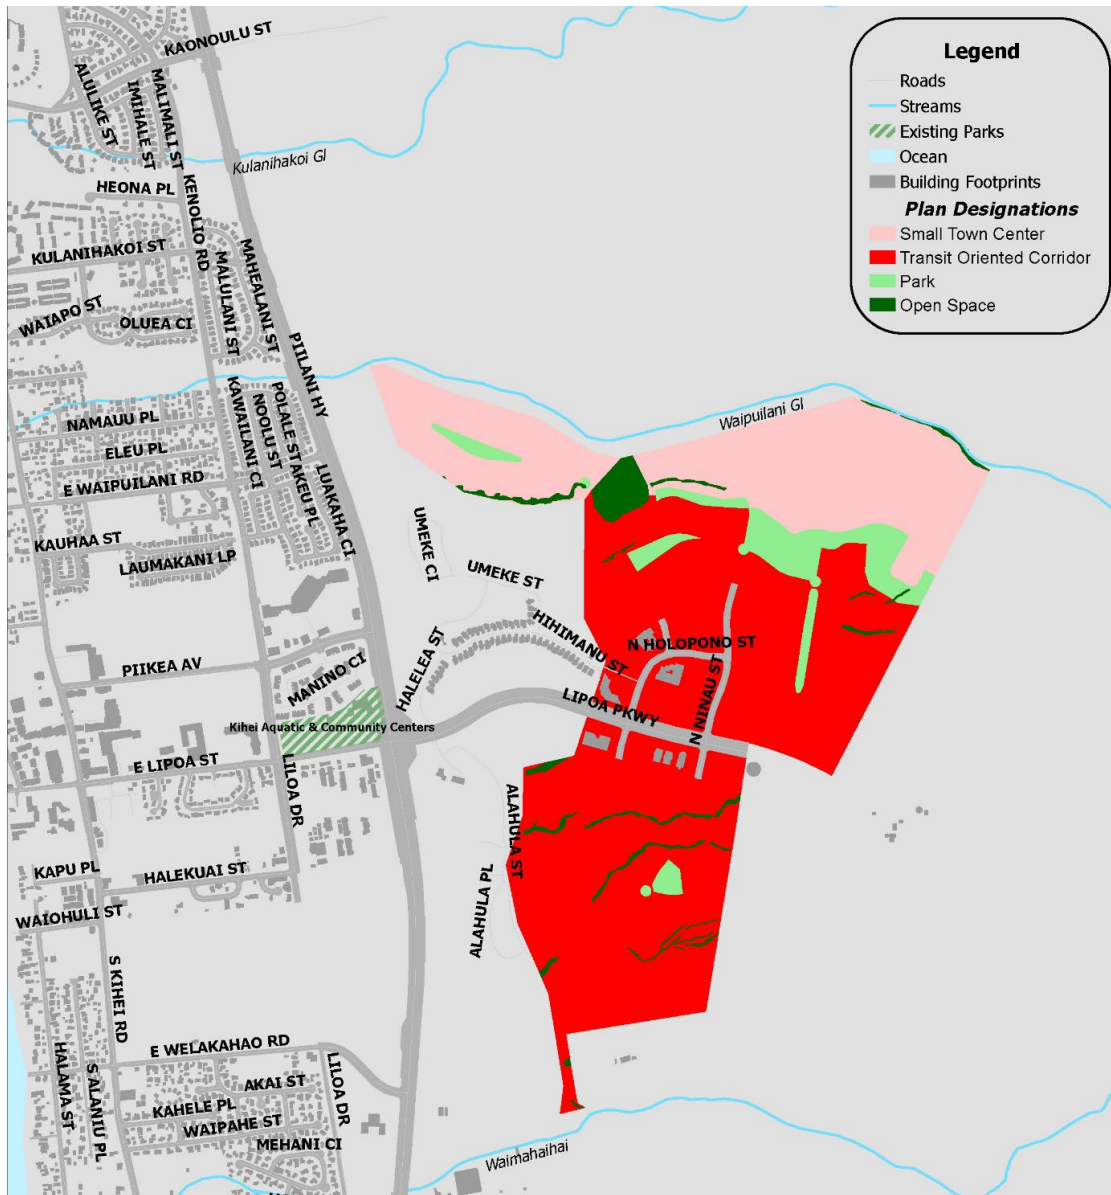 KAONOULU ST
Legend
Roads
Streams
Existing Parks
Ocean
Building Footprints
Plan Designations
Small Town Center
Transit Oriented Corridor
Park
Open Space
ALULIKE ST
IMIHALE ST
MALIMALI ST
Kulanihakoi Gl
HEONA PL
KENOLIO RD
KULANIHAKOI ST
MALULANI ST
MAHEALANI ST
WAIAPO ST
OLUEA CI
PIILANI HY
NAMAUU PL
KAWAILANI CI
NOOLU ST
POLALE ST
AKEU PL
LUAKAHA CI
Waipuilani Gl
ELEU PL
E WAIPUILANI RD
KAUHAA ST
LAUMAKANI LP
UMEKE CI
UMEKE ST
HIHIMANU ST
N HOLOPONO ST
HALELEA ST
PIIKEA AV
MANINO CI
LIPOA PKWY
N NINAU ST
Kihei Aquatic & Community Centers
E LIPOA ST
LILOA DR
ALAHULA ST
KAPU PL
HALEKUAI ST
ALAHULA PL
WAIOHULI ST
S KIHEI RD
E WELAKAHAO RD
HALAMA ST
S ALANIU PL
AKAI ST
LILOA DR
KAHELE PL
WAIPAHE ST
MEHANI CI
Waimahaihai